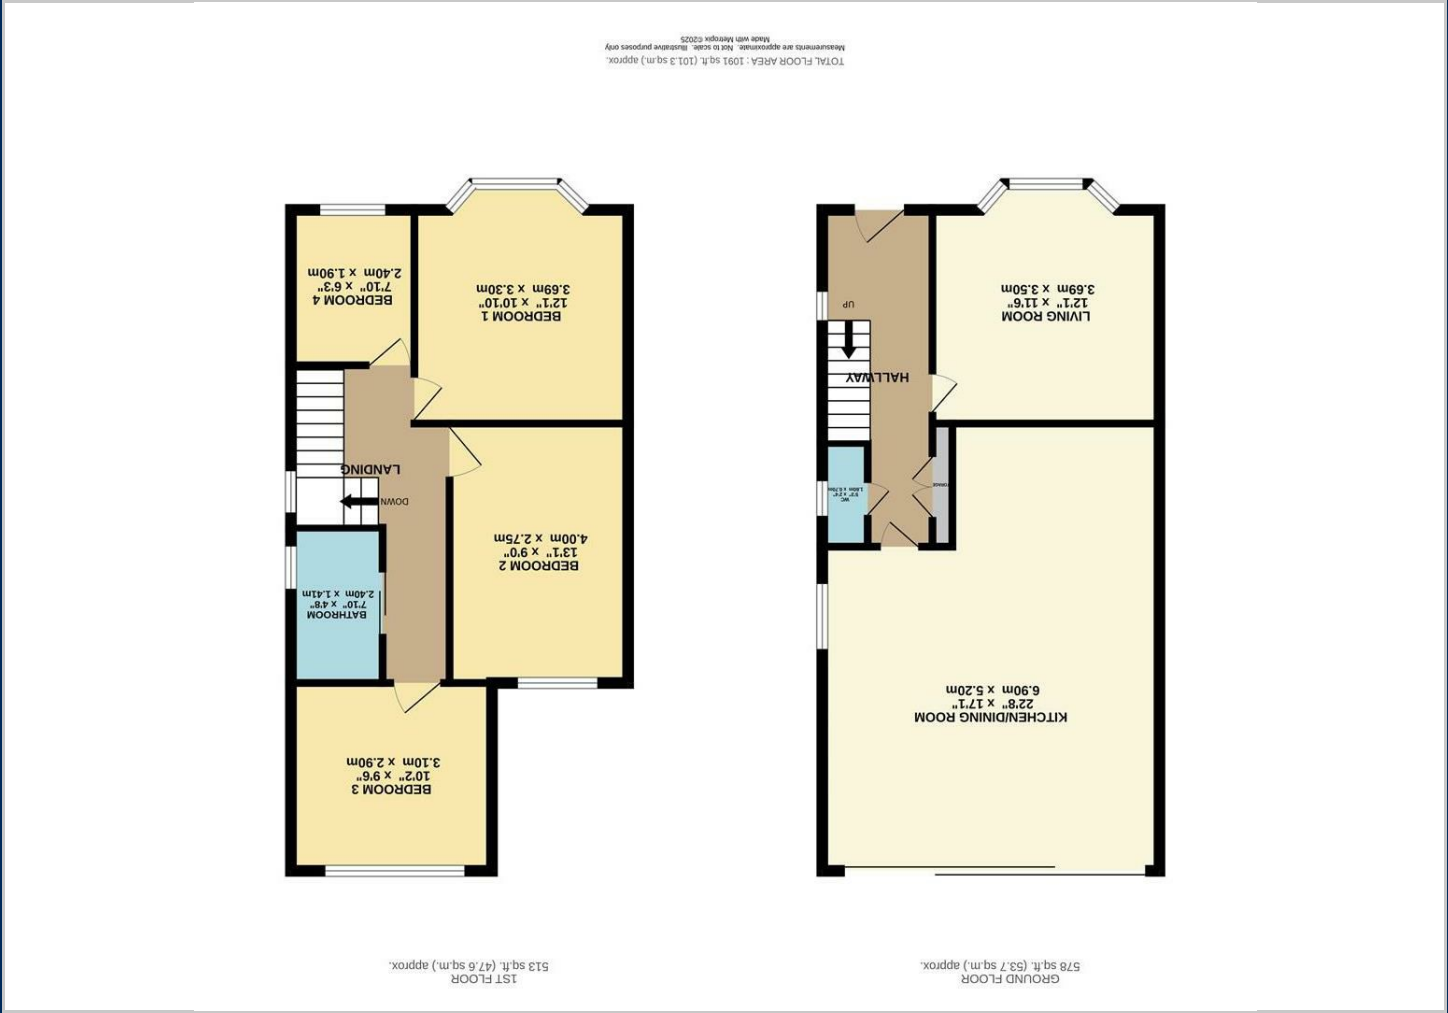 GROUND FLOOR
578 sq.ft. (53.7 sq.m.) approx.
1ST FLOOR
513 sq.ft. (47.6 sq.m.) approx.
KITCHEN/DINING ROOM
22'8" x 17'1"
6.90m x 5.20m
WC
5'3" x 2'4"
STORAGE
HALLWAY
UP
LIVING ROOM
12'1" x 11'6"
3.69m x 3.50m
BEDROOM 3
10'2" x 9'6"
3.10m x 2.90m
BATHROOM
7'10" x 4'8"
2.40m x 1.41m
BEDROOM 2
13'1" x 9'0"
4.00m x 2.75m
DOWN
LANDING
BEDROOM 1
12'1" x 10'10"
3.69m x 3.30m
BEDROOM 4
7'10" x 6'3"
2.40m x 1.90m
TOTAL FLOOR AREA : 1091 sq.ft. (101.3 sq.m.) approx.
Measurements are approximate. Not to scale. Illustrative purposes only
Made with Metropix ©2025